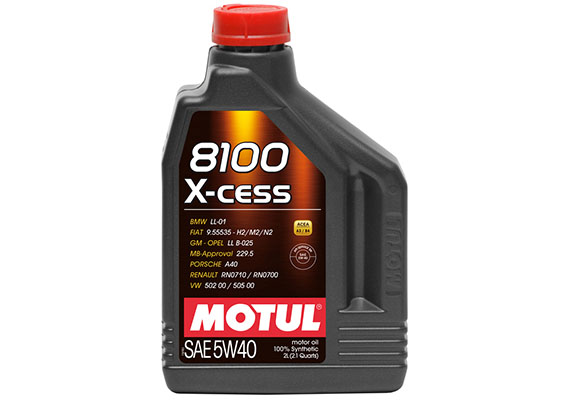 8100
X-cess
BMW LL-01
FIAT 9.55535 - H2/M2/N2
GM - OPEL LL B-025
MB-Approval 229.5
PORSCHE A40
RENAULT RN0710 / RN0700
VW 502 00 / 505 00
ACEA
A3 / B4
MOTUL
SAE 5W40
motor oil
100% Synthetic
2L (2.1 Quarts)